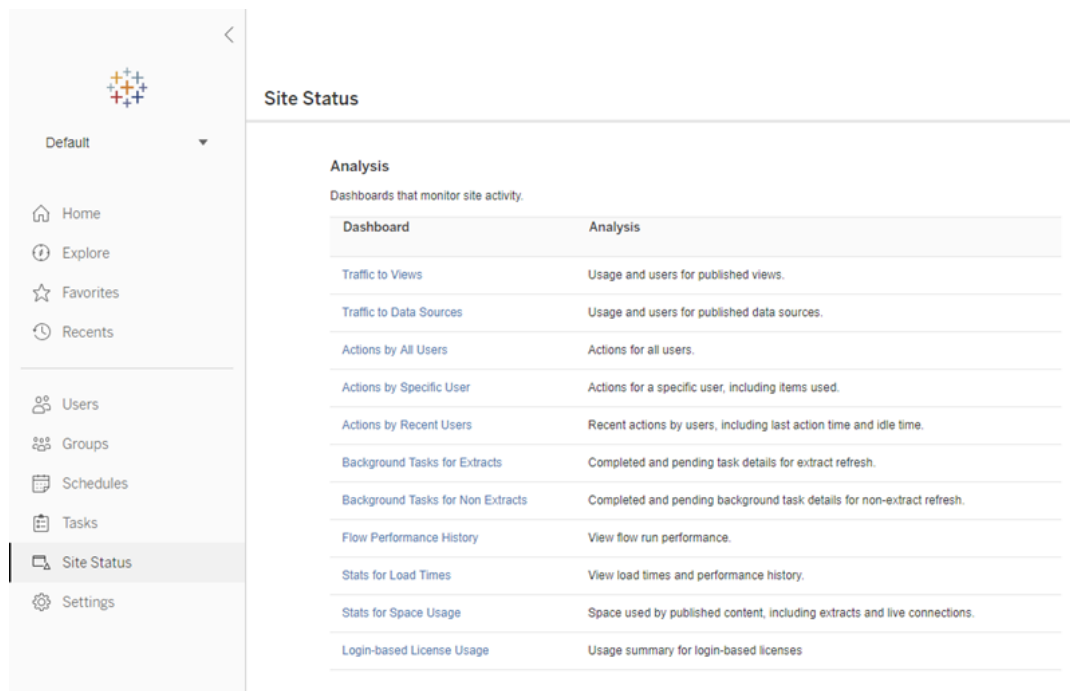 Default
Home
Explore
Favorites
Recents
Users
Groups
Schedules
Tasks
Site Status
Settings
Site Status
Analysis
Dashboards that monitor site activity.
Dashboard Analysis
Traffic to Views Usage and users for published views.
Traffic to Data Sources Usage and users for published data sources.
Actions by All Users Actions for all users.
Actions by Specific User Actions for a specific user, including items used.
Actions by Recent Users Recent actions by users, including last action time and idle time.
Background Tasks for Extracts Completed and pending task details for extract refresh.
Background Tasks for Non Extracts Completed and pending background task details for non-extract refresh.
Flow Performance History View flow run performance.
Stats for Load Times View load times and performance history.
Stats for Space Usage Space used by published content, including extracts and live connections.
Login-based License Usage Usage summary for login-based licenses